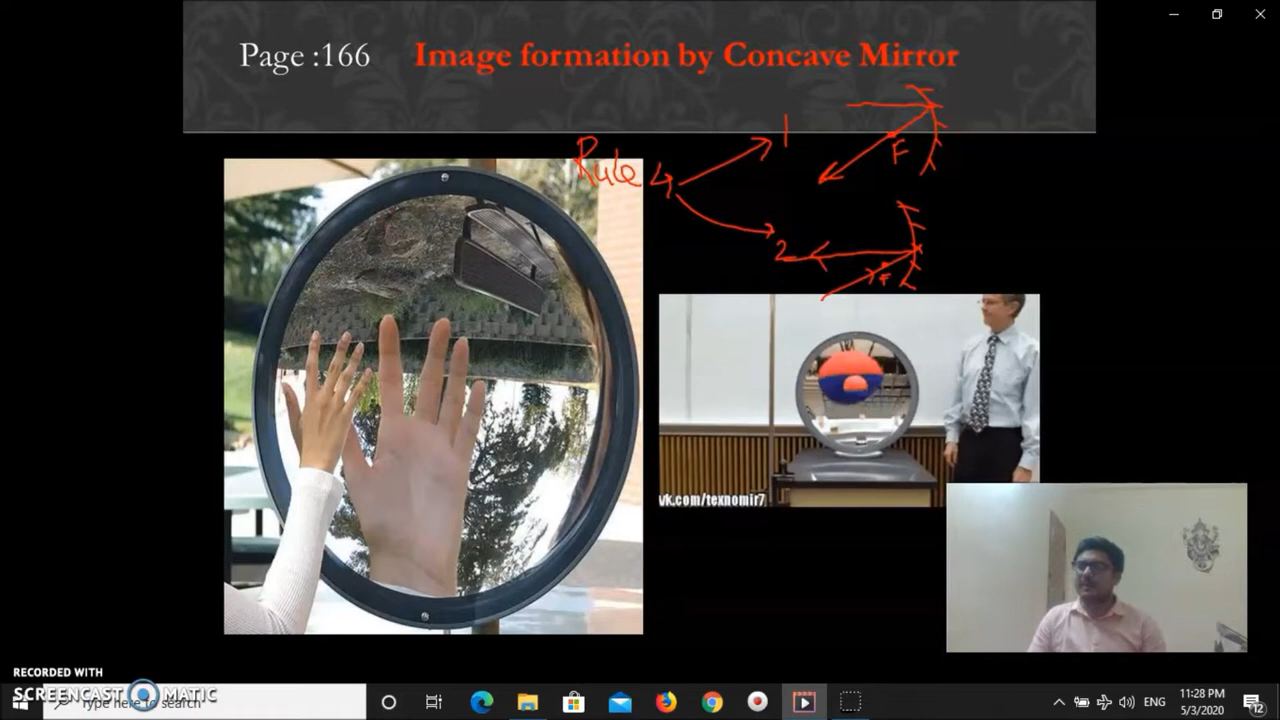 Page :166 Image formation by Concave Mirror
Rule 4
1
F
2
F
vk.com/texnomir7
RECORDED WITH
SCREENCAST MATIC
Type here to search
ENG
11:28 PM
5/3/2020
12